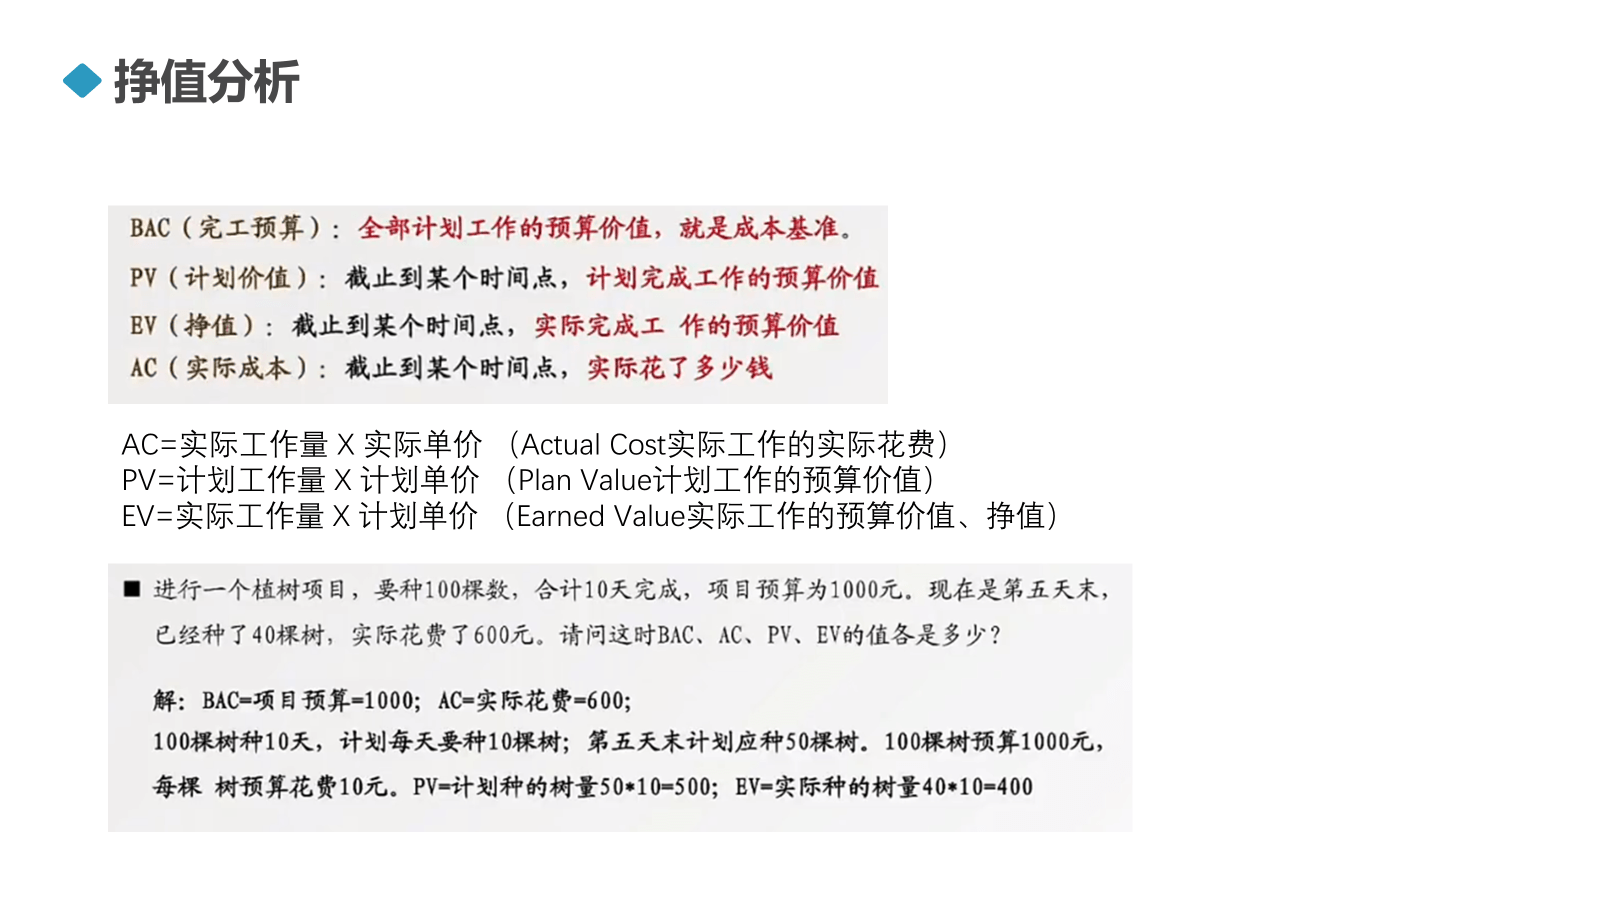 挣值分析
BAC（完工预算）：全部计划工作的预算价值，就是成本基准。
PV（计划价值）：截止到某个时间点，计划完成工作的预算价值
EV（挣值）：截止到某个时间点，实际完成工 作的预算价值
AC（实际成本）：截止到某个时间点，实际花了多少钱
AC=实际工作量 X 实际单价 （Actual Cost实际工作的实际花费）
PV=计划工作量 X 计划单价 （Plan Value计划工作的预算价值）
EV=实际工作量 X 计划单价 （Earned Value实际工作的预算价值、挣值）
■ 进行一个植树项目，要种100棵数，合计10天完成，项目预算为1000元。现在是第五天末，
已经种了40棵树，实际花费了600元。请问这时BAC、AC、PV、EV的值各是多少？
解：BAC=项目预算=1000；AC=实际花费=600；
100棵树种10天，计划每天要种10棵树；第五天末计划应种50棵树。100棵树预算1000元，
每棵 树预算花费10元。PV=计划种的树量50*10=500；EV=实际种的树量40*10=400